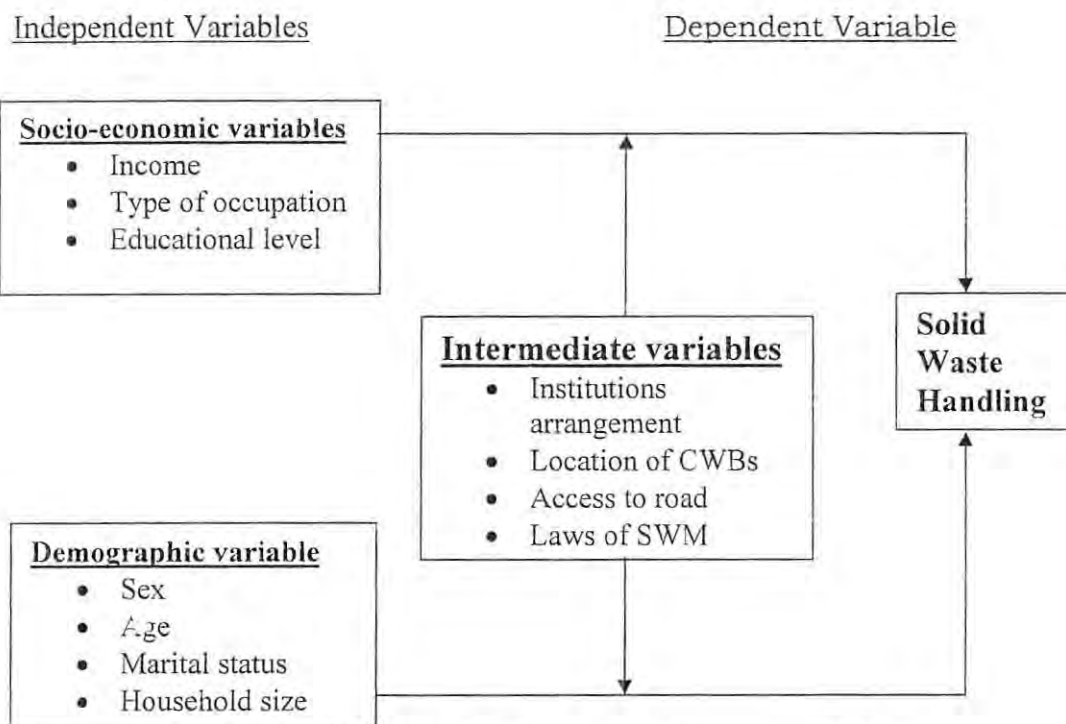 Independent Variables
Dependent Variable
Socio-economic variables
• Income
• Type of occupation
• Educational level
Intermediate variables
• Institutions
arrangement
• Location of CWBs
• Access to road
• Laws of SWM
Solid
Waste
Handling
Demographic variable
• Sex
• Age
• Marital status
• Household size